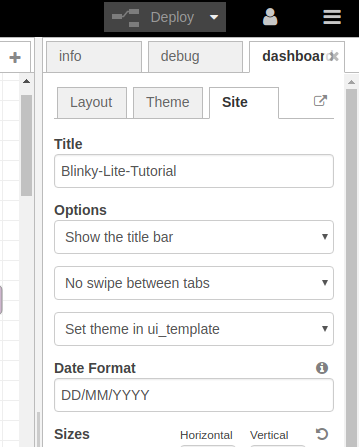 Deploy
info debug dashboar
Layout Theme Site
Title
Blinky-Lite-Tutorial
Options
Show the title bar
No swipe between tabs
Set theme in ui_template
Date Format
DD/MM/YYYY
Sizes Horizontal Vertical